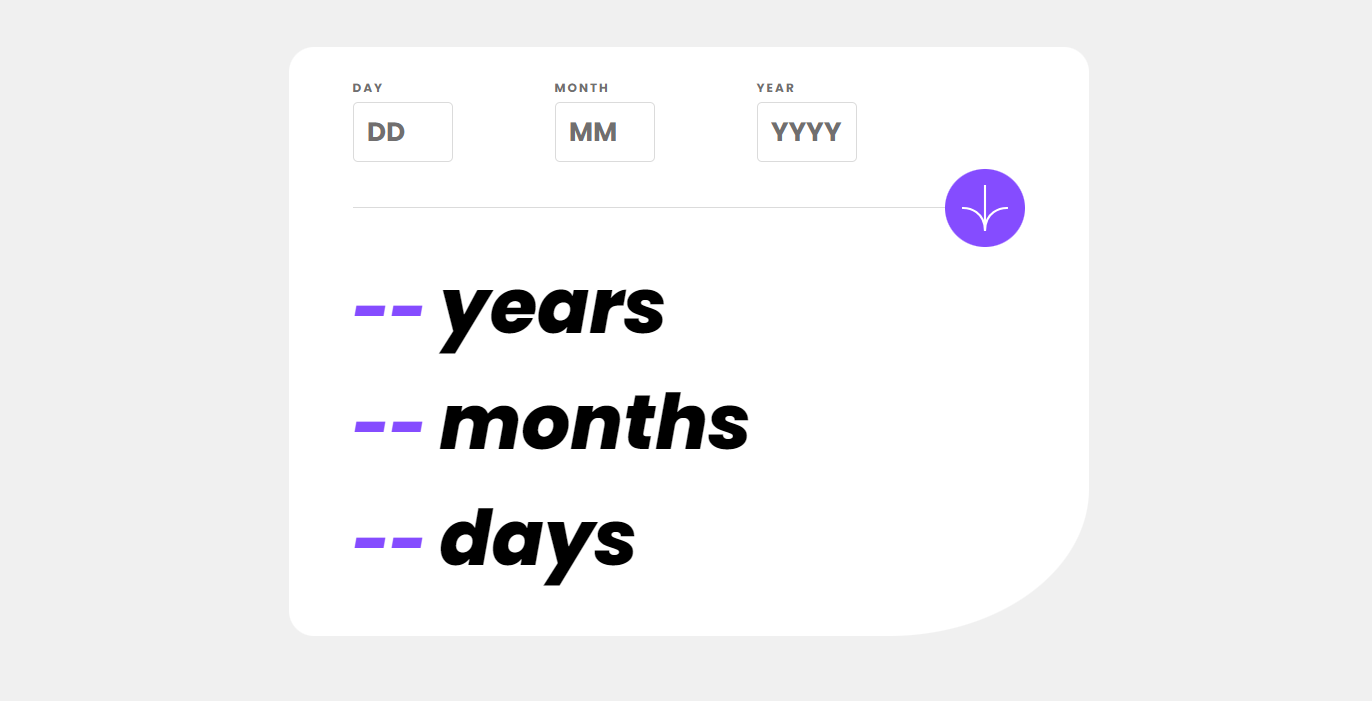 DAY MONTH YEAR
DD MM YYYY
-- years
-- months
-- days